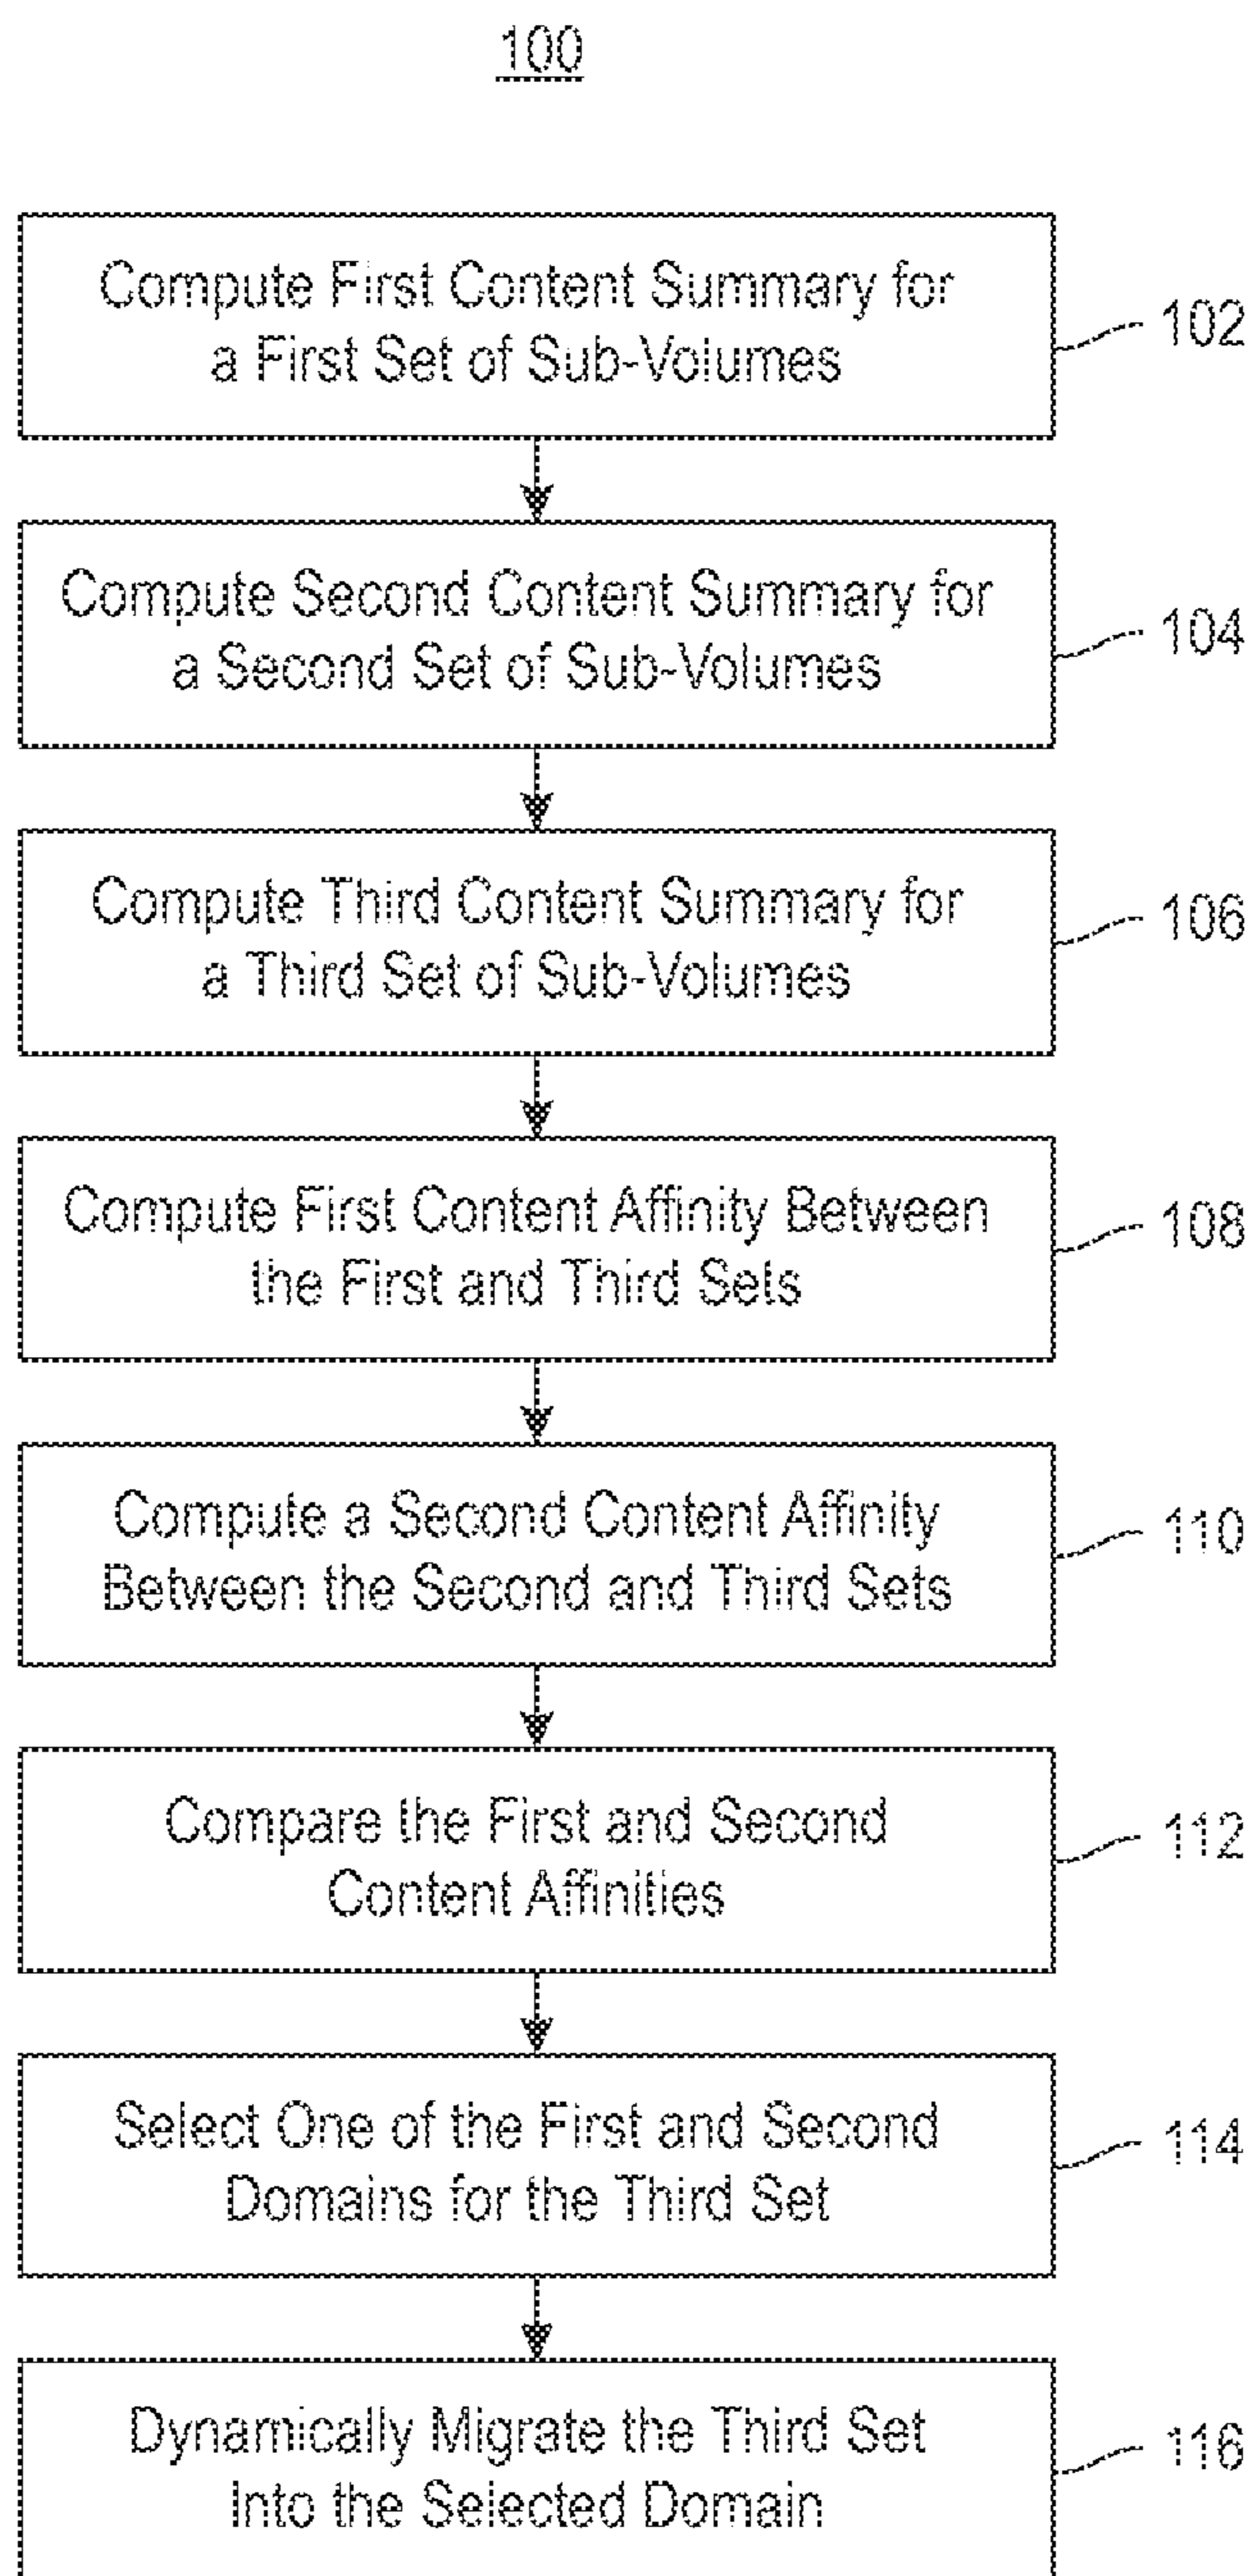 100
Compute First Content Summary for
a First Set of Sub-Volumes
102
Compute Second Content Summary for
a Second Set of Sub-Volumes
104
Compute Third Content Summary for
a Third Set of Sub-Volumes
106
Compute First Content Affinity Between
the First and Third Sets
108
Compute a Second Content Affinity
Between the Second and Third Sets
110
Compare the First and Second
Content Affinities
112
Select One of the First and Second
Domains for the Third Set
114
Dynamically Migrate the Third Set
Into the Selected Domain
116